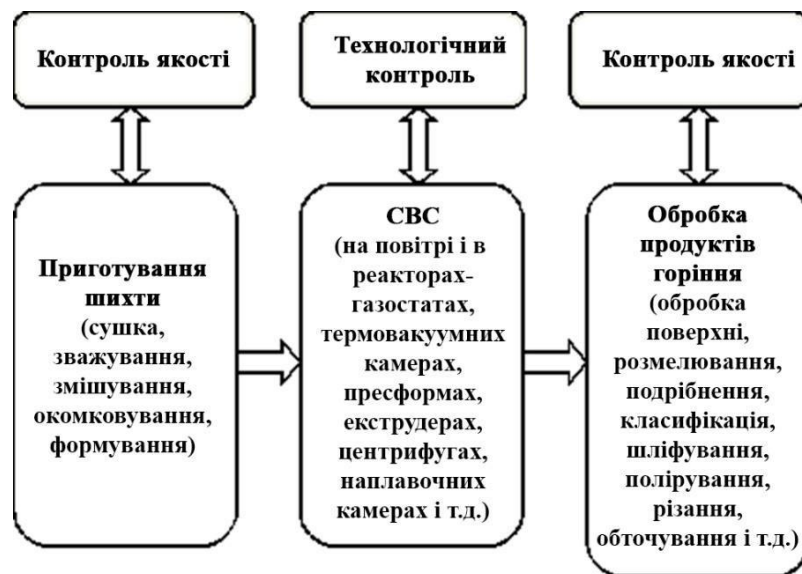 Контроль якості
Технологічний
контроль
Контроль якості
Приготування
шихти
(сушка,
зважування,
змішування,
окомковування,
формування)
СВС
(на повітрі і в
реакторах-
газостатах,
термовакуумних
камерах,
пресформах,
екструдерах,
центрифугах,
наплавочних
камерах і т.д.)
Обробка
продуктів
горіння
(обробка
поверхні,
розмелювання,
подрібнення,
класифікація,
шліфування,
полірування,
різання,
обточування і т.д.)